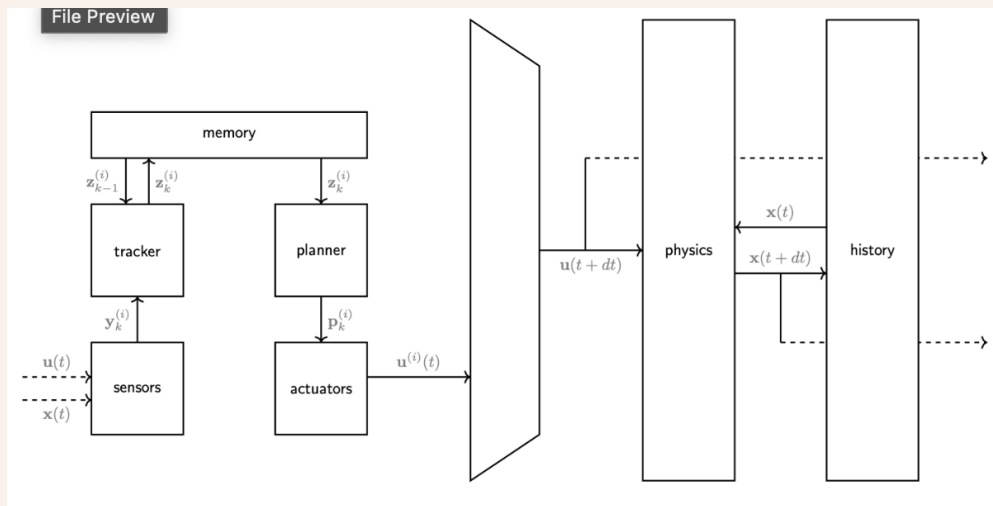 File Preview
memory
z_{k-1}^{(i)}
z_k^{(i)}
z_k^{(i)}
tracker
planner
y_k^{(i)}
p_k^{(i)}
u(t)
x(t)
sensors
actuators
u^{(i)}(t)
u(t + dt)
physics
x(t)
x(t + dt)
history